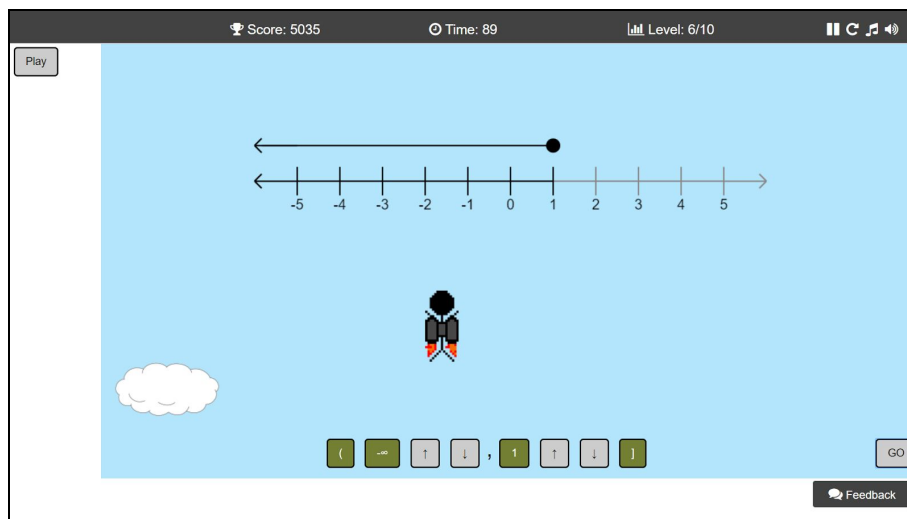 Score: 5035 Time: 89 Level: 6/10
Play
-5 -4 -3 -2 -1 0 1 2 3 4 5
( -∞ ↑ ↓ , 1 ↑ ↓ ] GO
Feedback